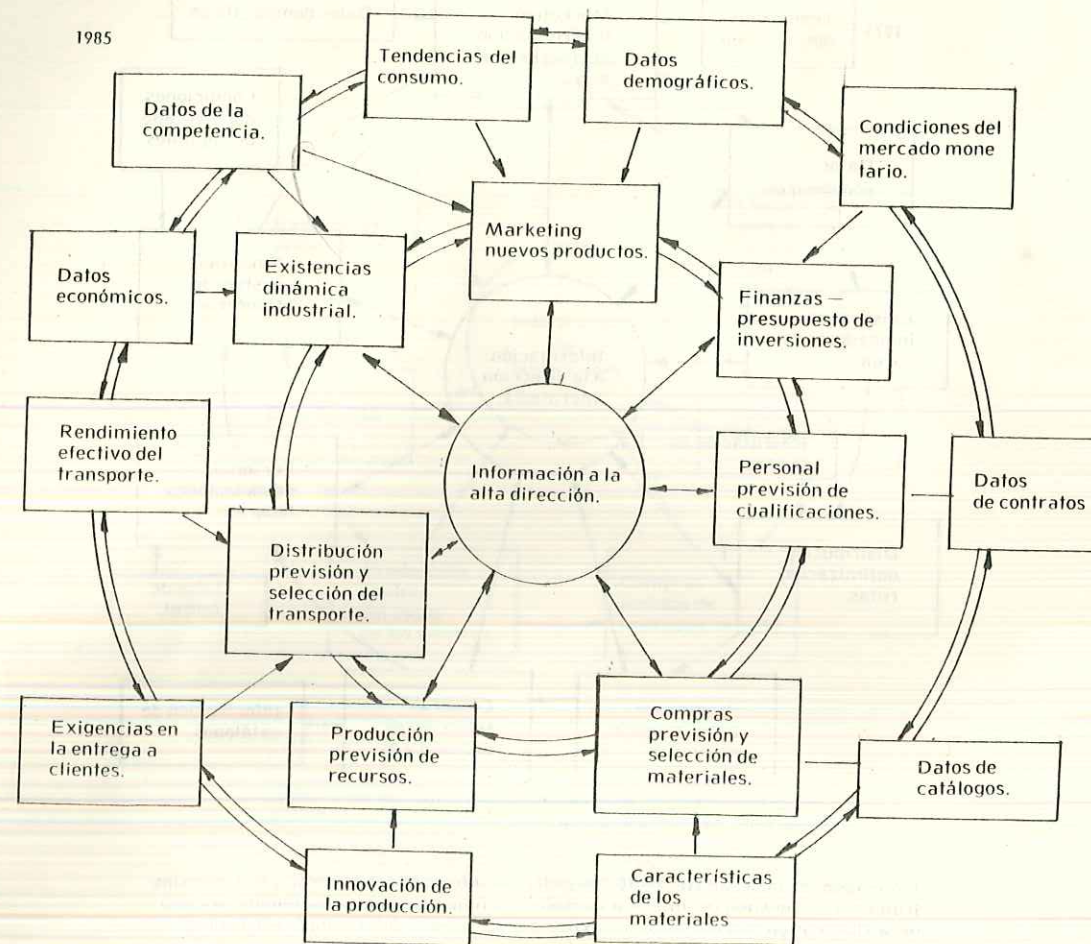 1985
Tendencias del
consumo.
Datos
demográficos.
Datos de la
competencia.
Condiciones del
mercado mone
tario.
Marketing
nuevos productos.
Datos
económicos.
Existencias
dinámica
industrial.
Finanzas —
presupuesto de
inversiones.
Rendimiento
efectivo del
transporte.
Información a la
alta dirección.
Personal
previsión de
cualificaciones.
Datos
de contratos
Distribución
previsión y
selección del
transporte.
Exigencias en
la entrega a
clientes.
Producción
previsión de
recursos.
Compras
previsión y
selección de
materiales.
Datos de
catálogos.
Innovación de
la producción.
Características
de los
materiales